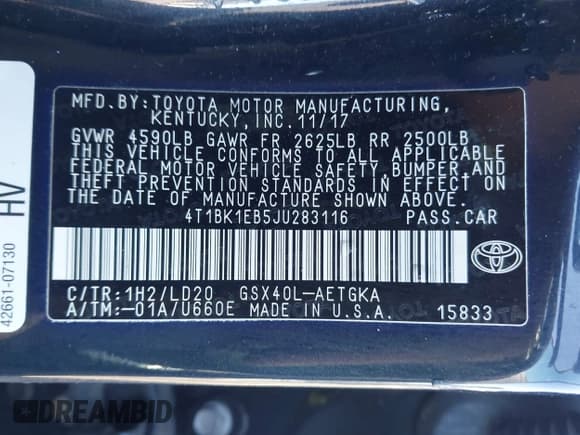 MFD.BY:TOYOTA MOTOR MANUFACTURING,
KENTUCKY,INC.11/17
GVWR 4590LB GAWR FR 2625LB RR 2500LB
THIS VEHICLE CONFORMS TO ALL APPLICABLE
FEDERAL MOTOR VEHICLE SAFETY,BUMPER,AND
THEFT PREVENTION STANDARDS IN EFFECT ON
THE DATE OF MANUFACTURE SHOWN ABOVE.
4T1BK1EB5JU283116 PASS.CAR
C/TR:1H2/LD20 GSX40L-AETGKA
A/TM:-01A/U660E MADE IN U.S.A. 15833
TOYOTA
HV
42661-07130
DREAMBID